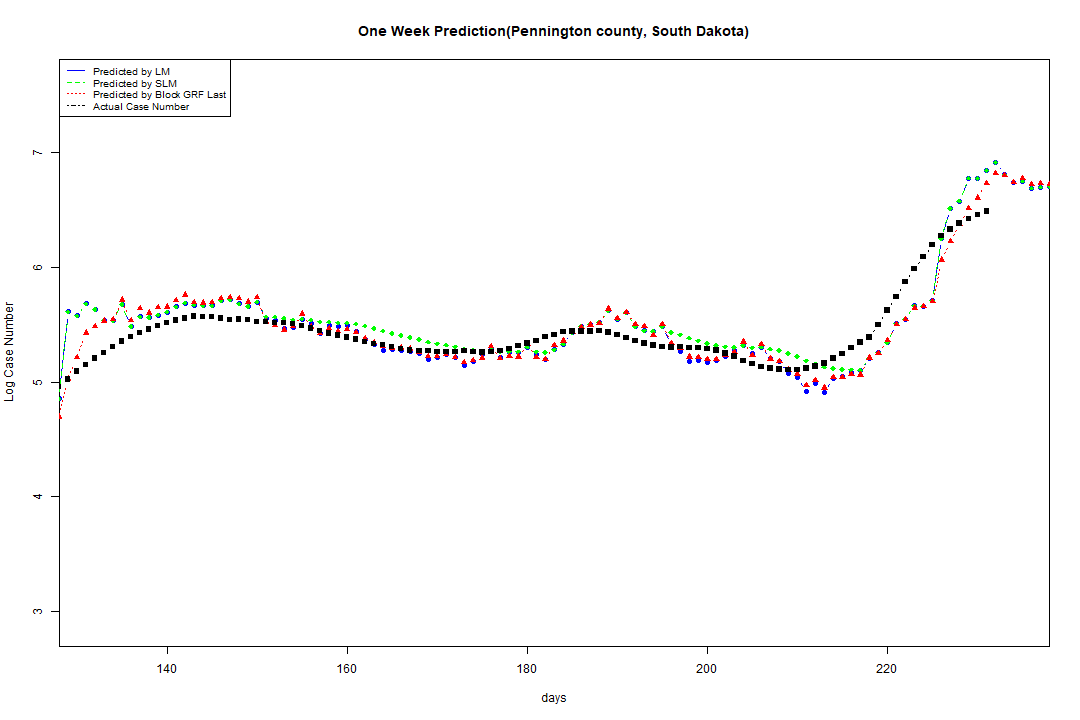 One Week Prediction(Pennington county, South Dakota)
Predicted by LM
Predicted by SLM
Predicted by Block GRF Last
Actual Case Number
Log Case Number
7
6
5
4
3
140 160 180 200 220
days